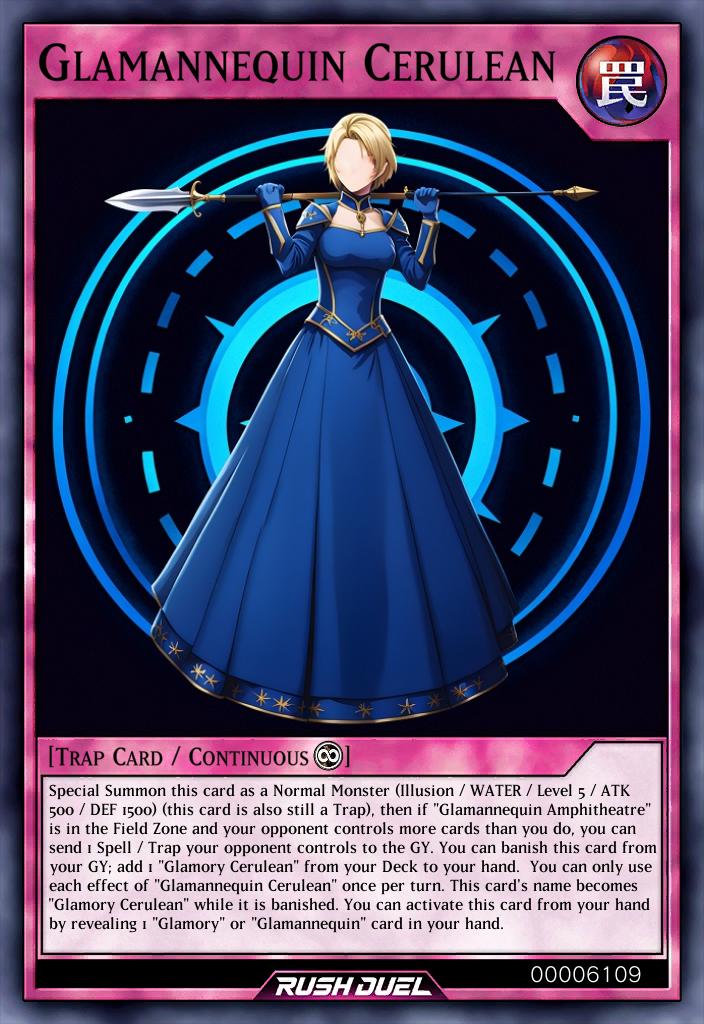 Glamannequin Cerulean
罠
[Trap Card / Continuous ]
Special Summon this card as a Normal Monster (Illusion / WATER / Level 5 / ATK
500 / DEF 1500) (this card is also still a Trap), then if "Glamannequin Amphitheatre"
is in the Field Zone and your opponent controls more cards than you do, you can
send 1 Spell / Trap your opponent controls to the GY. You can banish this card from
your GY; add 1 "Glamory Cerulean" from your Deck to your hand.  You can only use
each effect of "Glamannequin Cerulean" once per turn. This card's name becomes
"Glamory Cerulean" while it is banished. You can activate this card from your hand
by revealing 1 "Glamory" or "Glamannequin" card in your hand.
00006109
RUSH DUEL